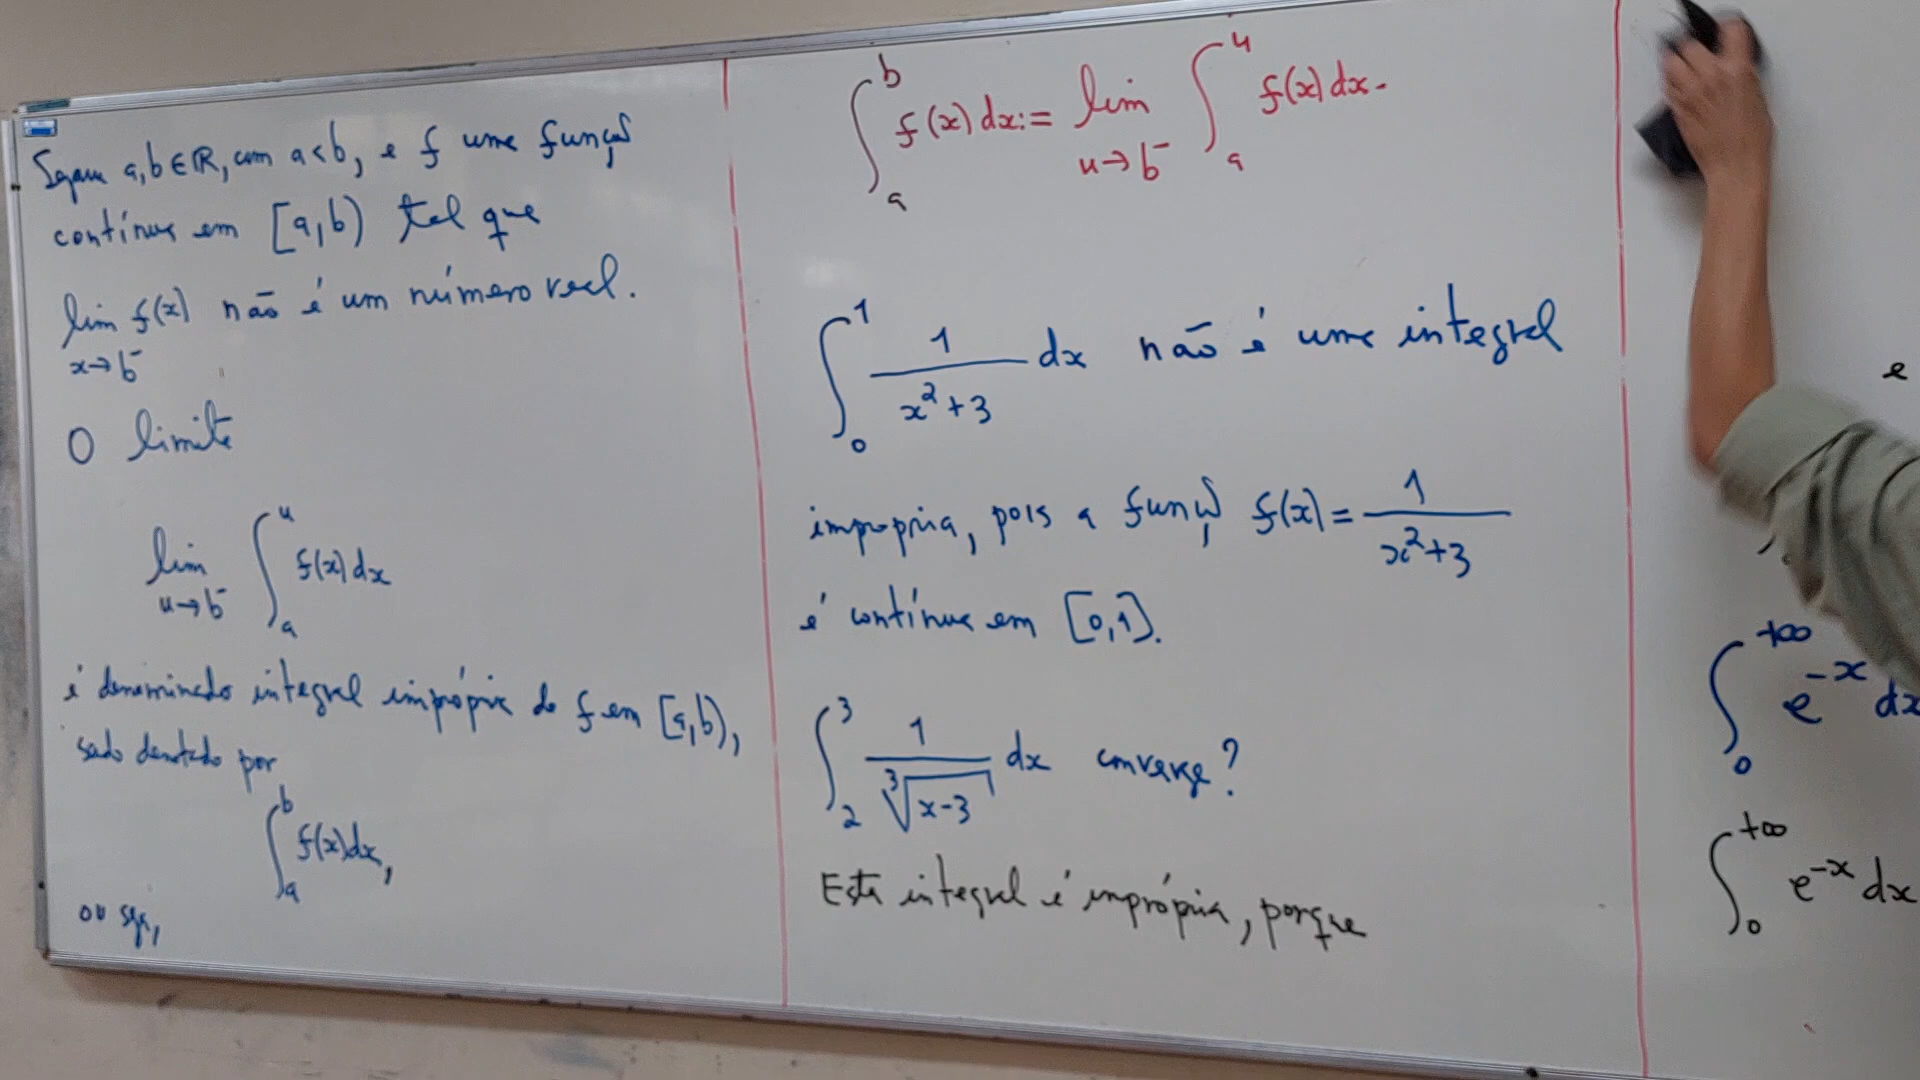 Sejam a,b∈ℝ, com a<b, e f uma função
contínua em [a,b) tal que
lim f(x) não é um número real.
x→b⁻
O limite
lim ∫ₐᵘ f(x)dx
u→b⁻
é denominado integral imprópria de f em [a,b),
sendo denotado por
∫ₐᵇ f(x)dx,
ou seja,
∫ₐᵇ f(x)dx := lim ∫ₐᵘ f(x)dx.
u→b⁻
∫₀¹ 1/(x²+3) dx não é uma integral
imprópria, pois a função f(x) = 1/(x²+3)
é contínua em [0,1].
∫₂³ 1/∛(x-3) dx converge?
Esta integral é imprópria, porque
e
∫₀^+∞ e^-x dx
∫₀^+∞ e^-x dx